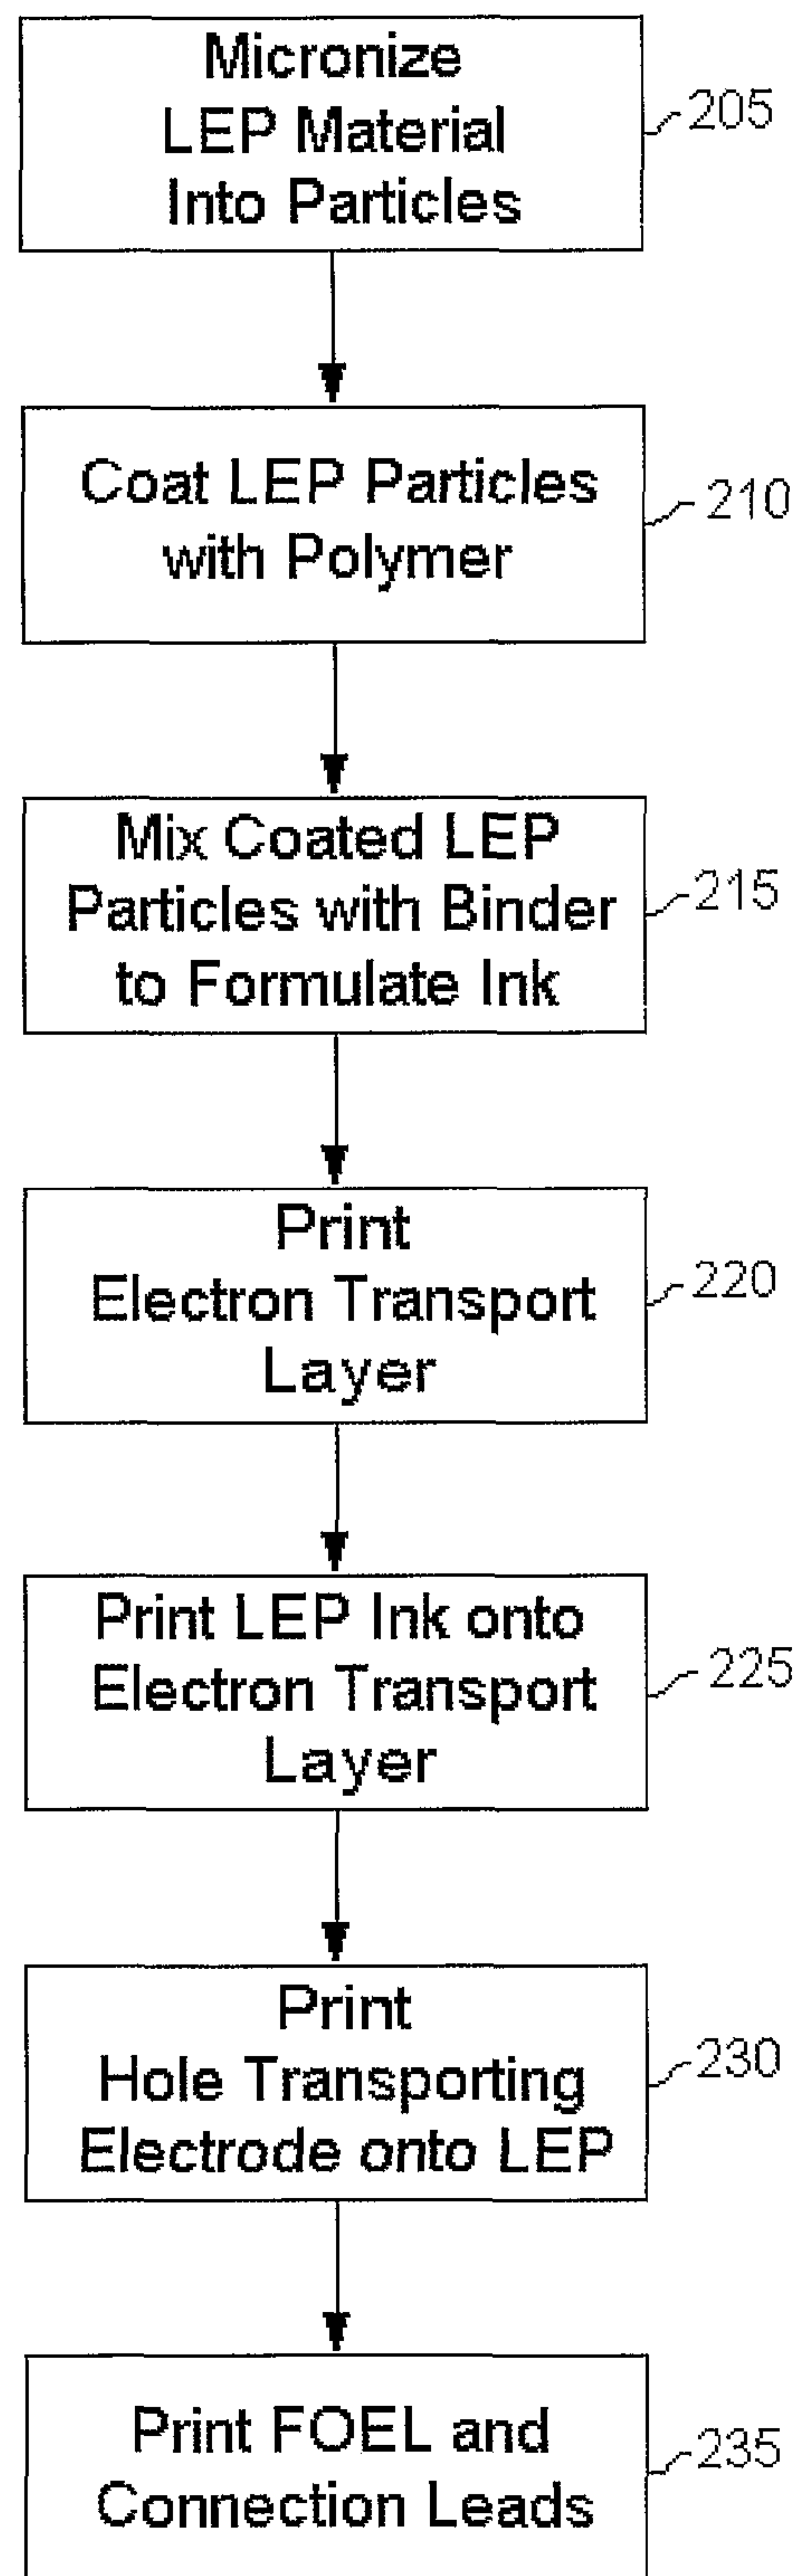 Micronize
LEP Material
Into Particles
205
Coat LEP Particles
with Polymer
210
Mix Coated LEP
Particles with Binder
to Formulate Ink
215
Print
Electron Transport
Layer
220
Print LEP Ink onto
Electron Transport
Layer
225
Print
Hole Transporting
Electrode onto LEP
230
Print FOEL and
Connection Leads
235